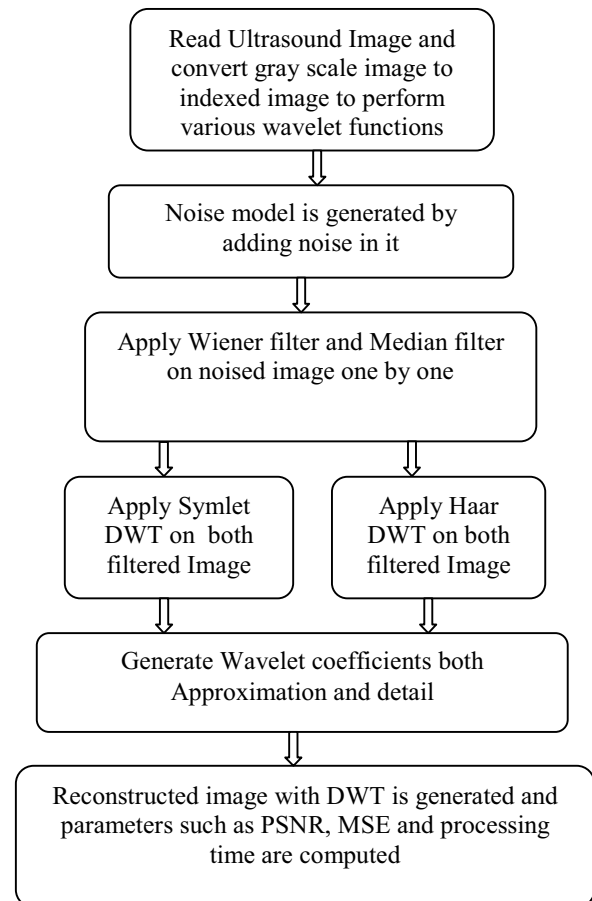 Read Ultrasound Image and
convert gray scale image to
indexed image to perform
various wavelet functions
Noise model is generated by
adding noise in it
Apply Wiener filter and Median filter
on noised image one by one
Apply Symlet
DWT on both
filtered Image
Apply Haar
DWT on both
filtered Image
Generate Wavelet coefficients both
Approximation and detail
Reconstructed image with DWT is generated and
parameters such as PSNR, MSE and processing
time are computed